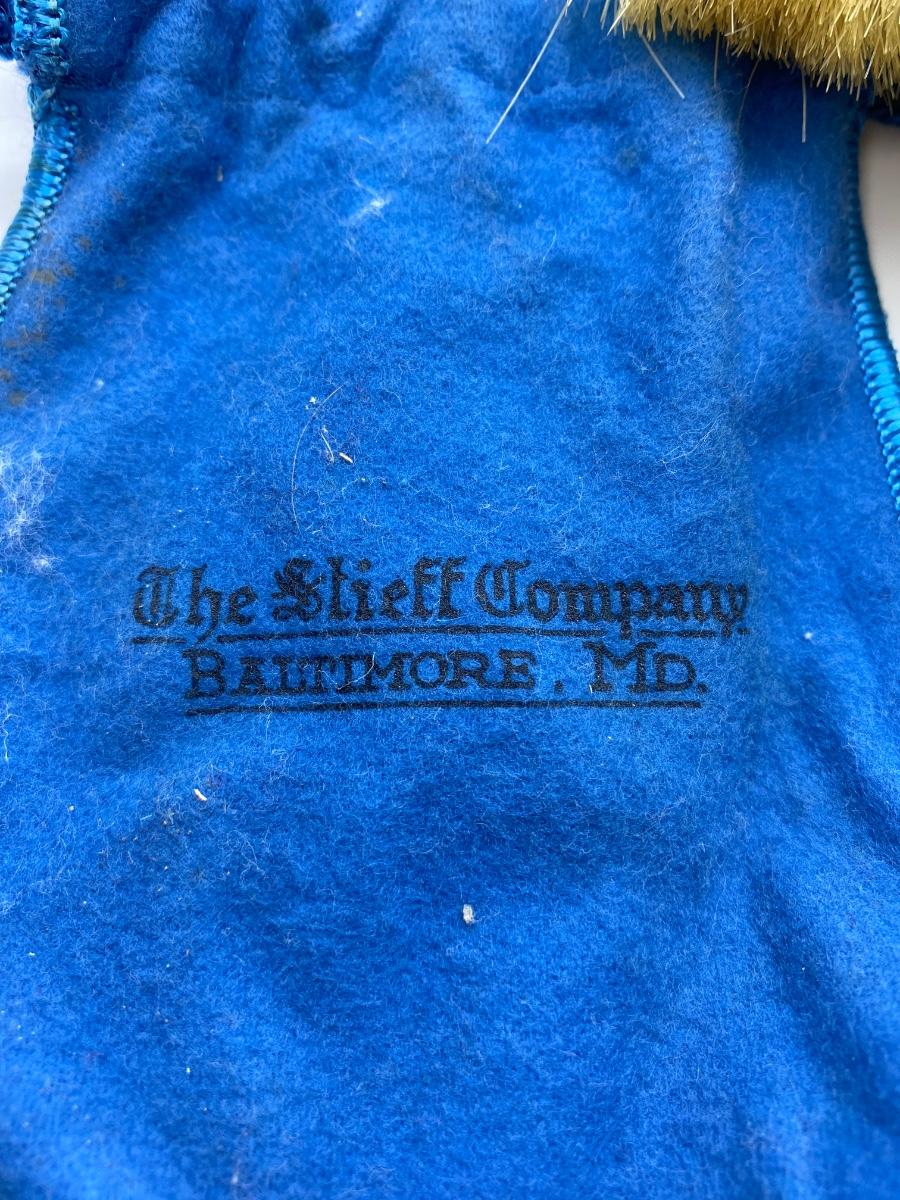 The Stieff Company
BALTIMORE, MD.